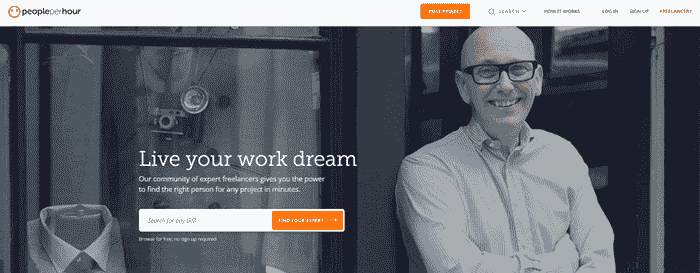 peopleperhour
POST PROJECT
SEARCH
HOW IT WORKS
LOG IN
SIGN UP
FREELANCER?
Live your work dream
Our community of expert freelancers gives you the power
to find the right person for any project in minutes.
Search for any Gift
FIND YOUR EXPERT
Browse for free, no sign up required